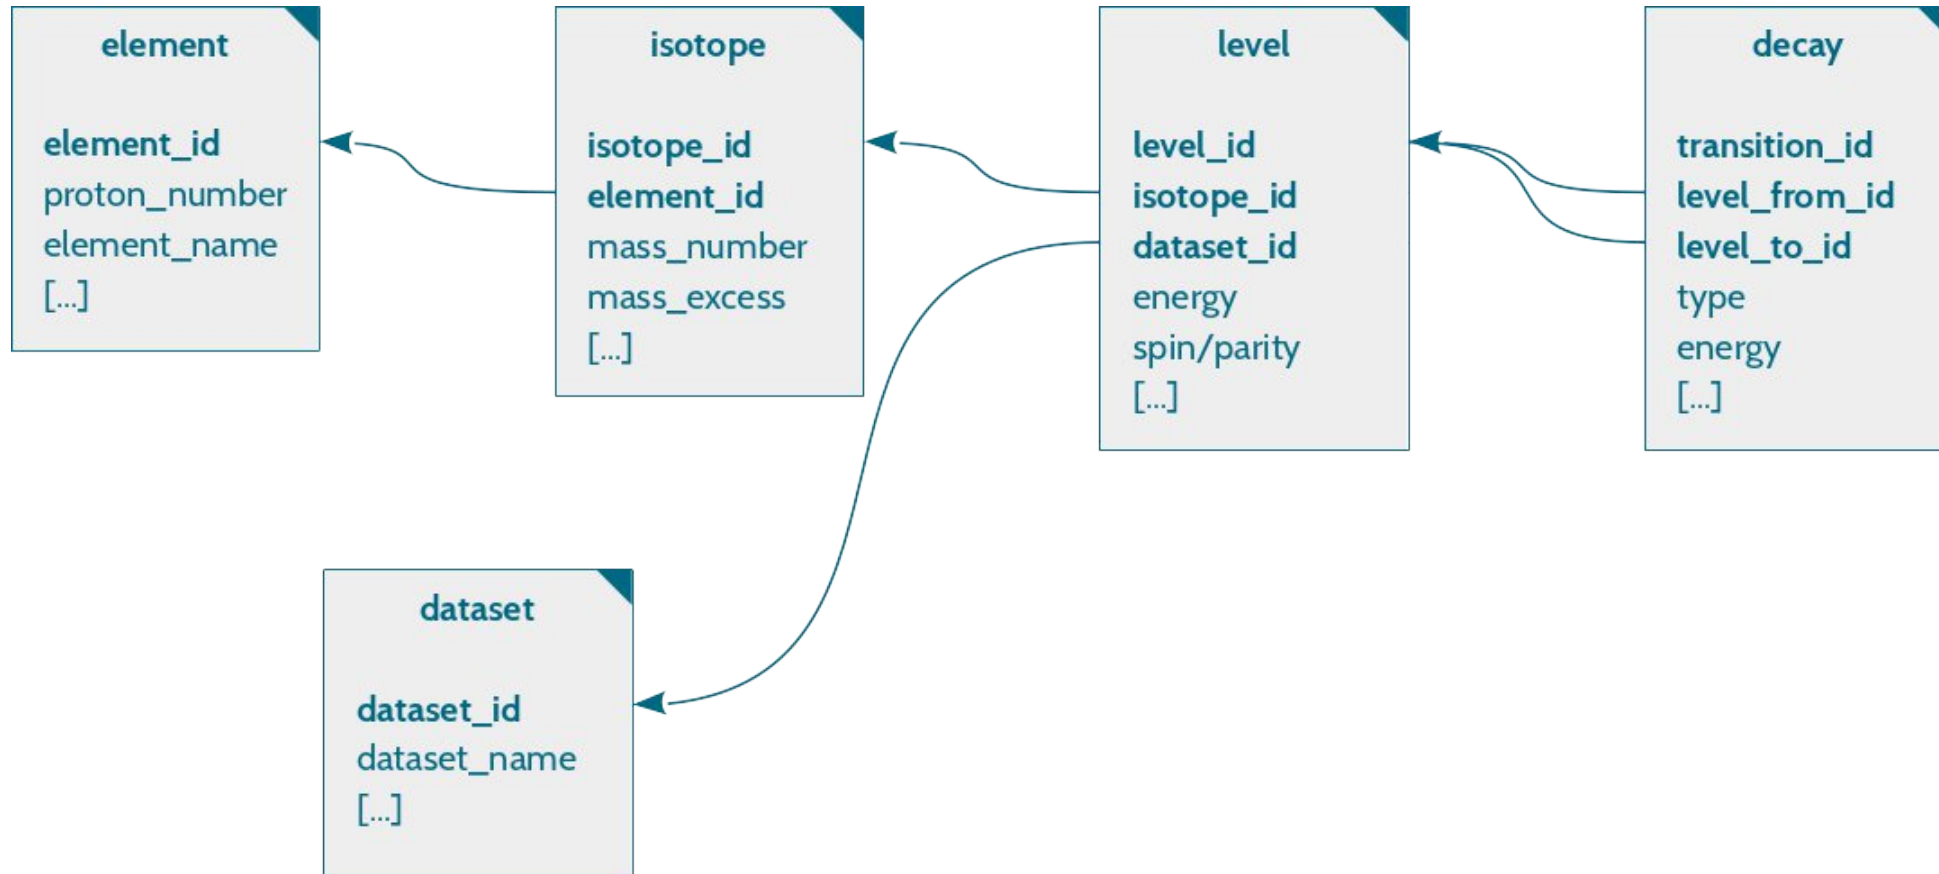 element
element_id
proton_number
element_name
[...]
isotope
isotope_id
element_id
mass_number
mass_excess
[...]
level
level_id
isotope_id
dataset_id
energy
spin/parity
[...]
decay
transition_id
level_from_id
level_to_id
type
energy
[...]
dataset
dataset_id
dataset_name
[...]